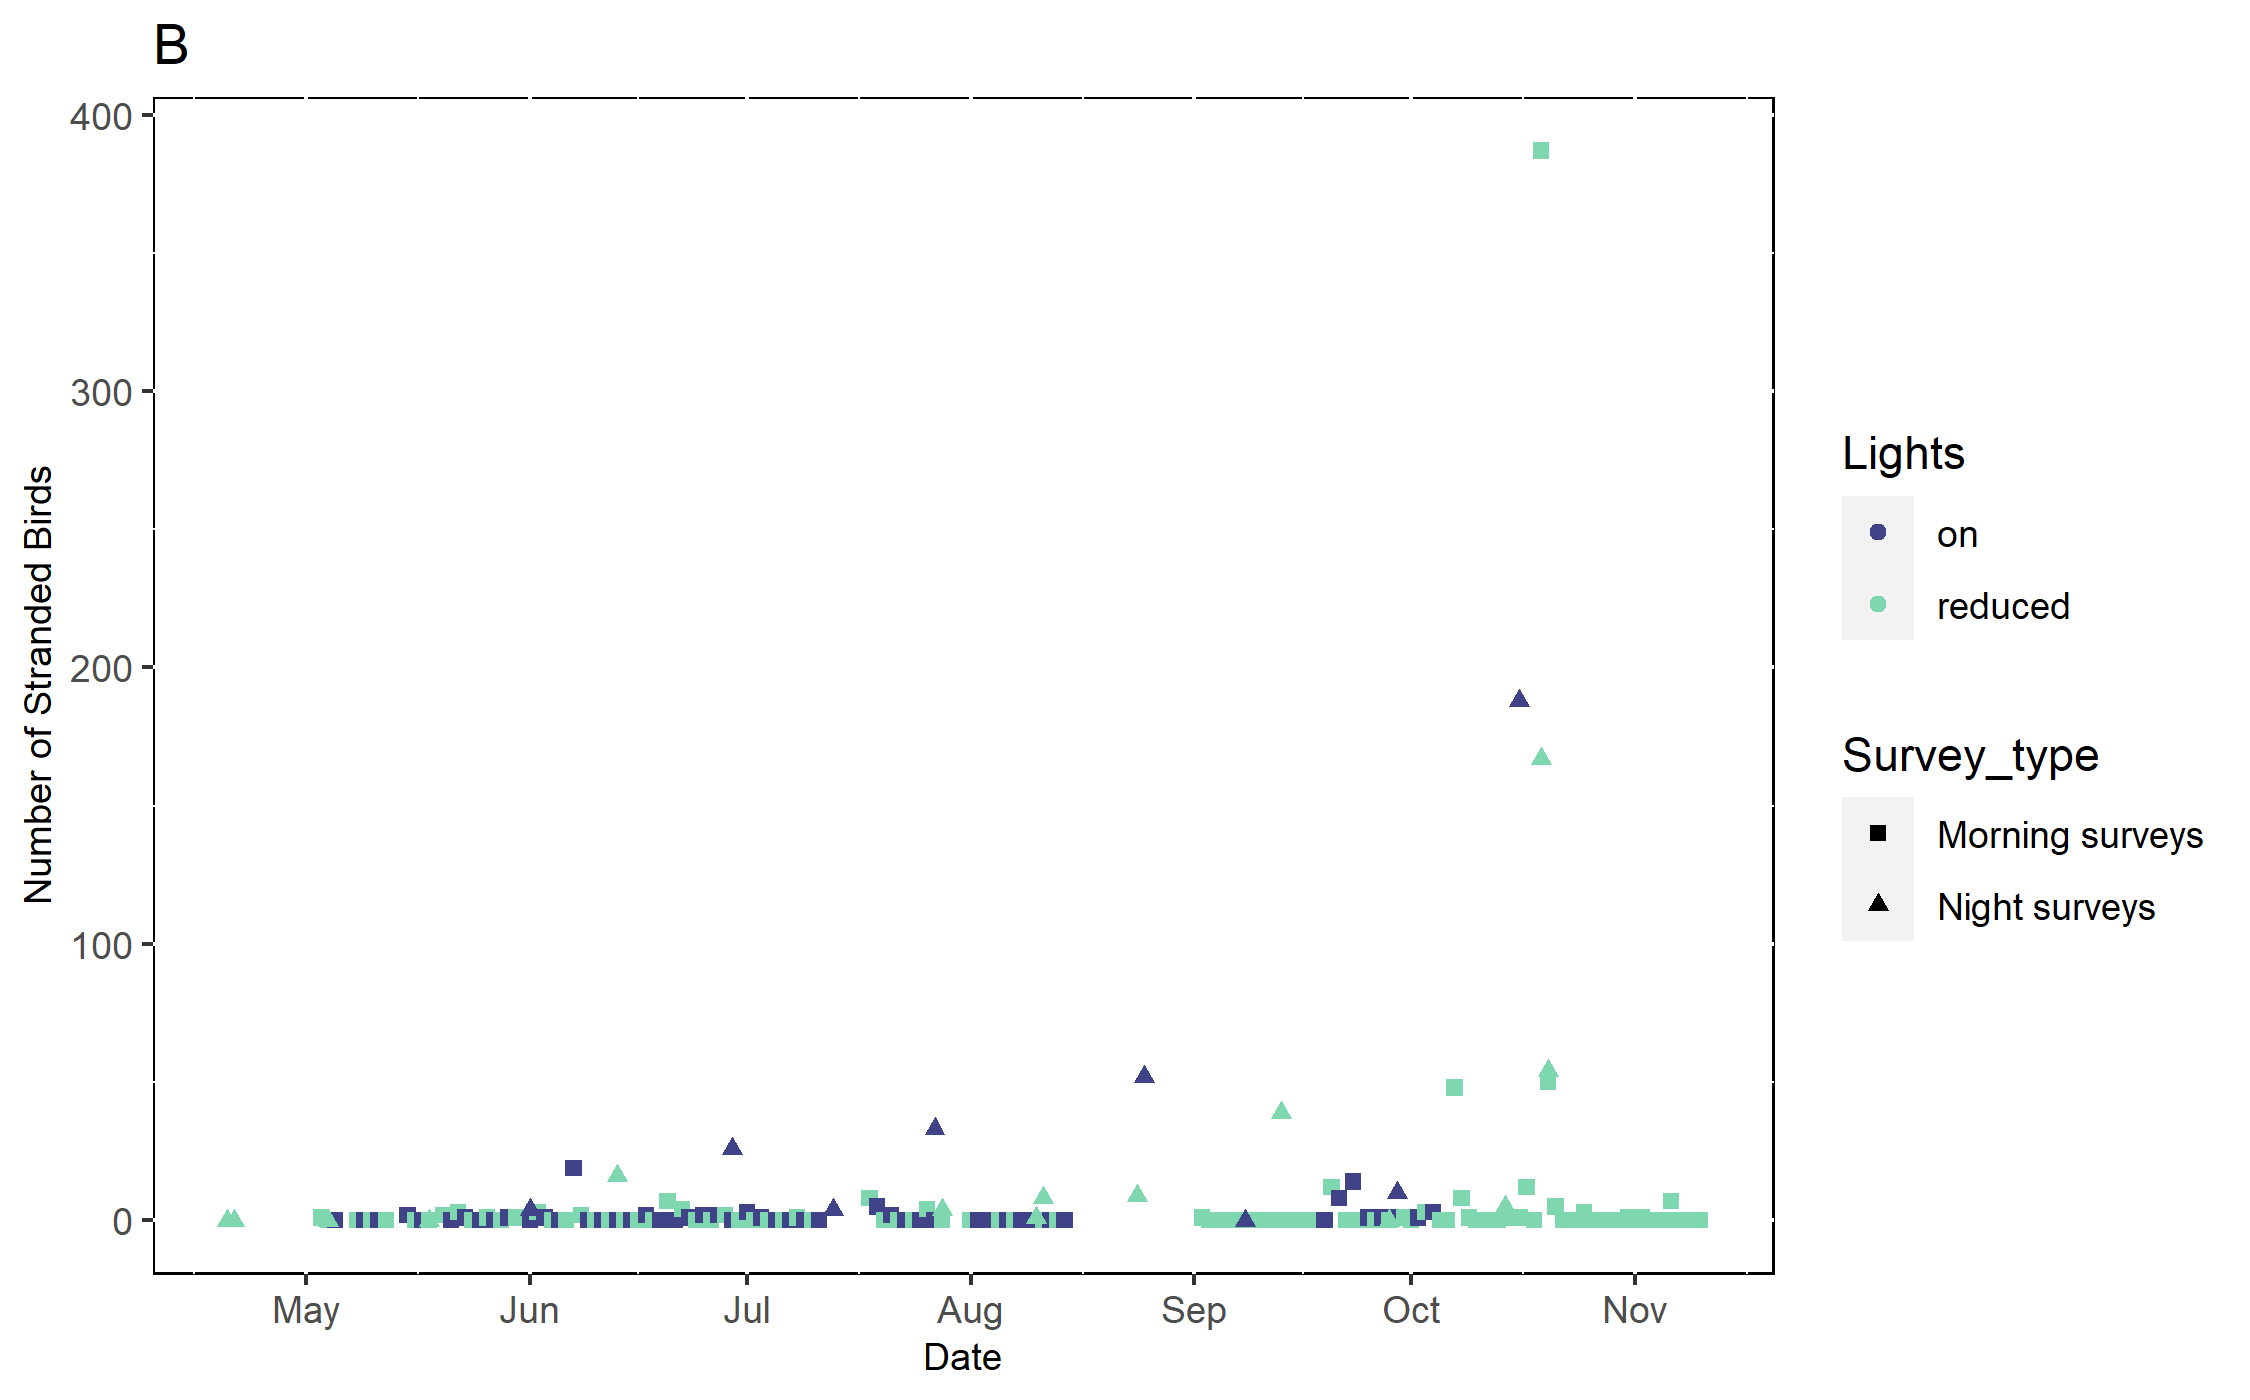 B
400
300
200
100
0
Number of Stranded Birds
May Jun Jul Aug Sep Oct Nov
Date
Lights
on
reduced
Survey_type
Morning surveys
Night surveys